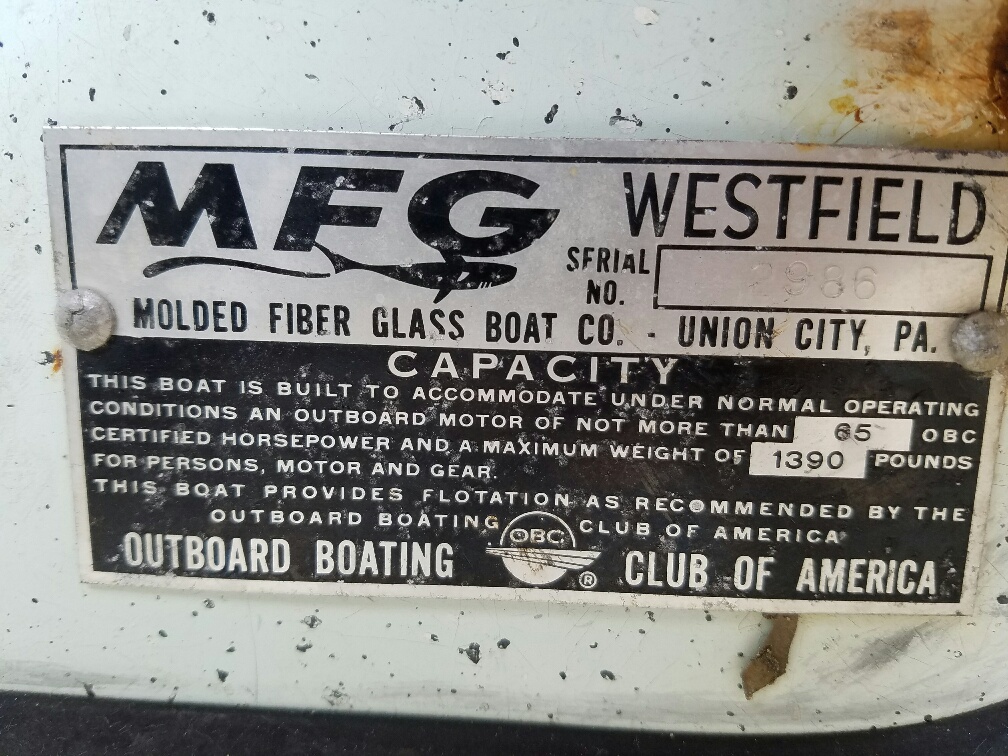 MFG WESTFIELD
SERIAL NO. 2986
MOLDED FIBER GLASS BOAT CO. - UNION CITY, PA.
CAPACITY
THIS BOAT IS BUILT TO ACCOMMODATE UNDER NORMAL OPERATING
CONDITIONS AN OUTBOARD MOTOR OF NOT MORE THAN 65 OBC
CERTIFIED HORSEPOWER AND A MAXIMUM WEIGHT OF 1390 POUNDS
FOR PERSONS, MOTOR AND GEAR.
THIS BOAT PROVIDES FLOTATION AS RECOMMENDED BY THE
OUTBOARD BOATING CLUB OF AMERICA
OUTBOARD BOATING OBC ® CLUB OF AMERICA